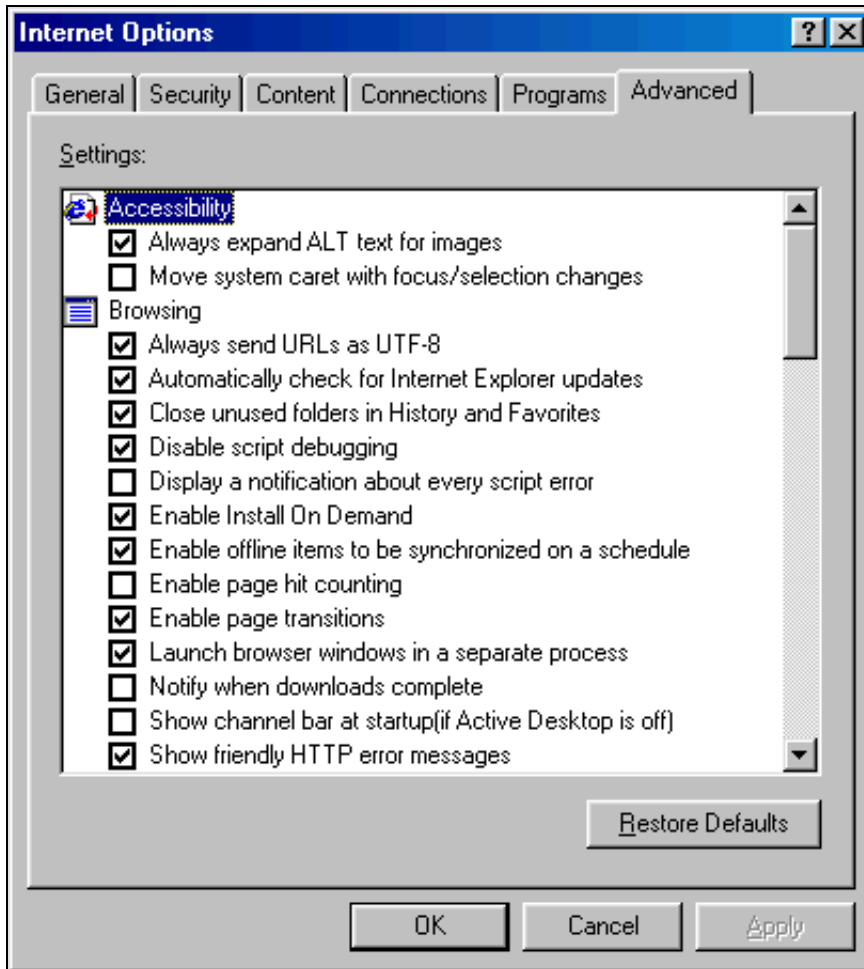 Internet Options
General Security Content Connections Programs Advanced
Settings:
Accessibility
Always expand ALT text for images
Move system caret with focus/selection changes
Browsing
Always send URLs as UTF-8
Automatically check for Internet Explorer updates
Close unused folders in History and Favorites
Disable script debugging
Display a notification about every script error
Enable Install On Demand
Enable offline items to be synchronized on a schedule
Enable page hit counting
Enable page transitions
Launch browser windows in a separate process
Notify when downloads complete
Show channel bar at startup(if Active Desktop is off)
Show friendly HTTP error messages
Restore Defaults
OK Cancel Apply